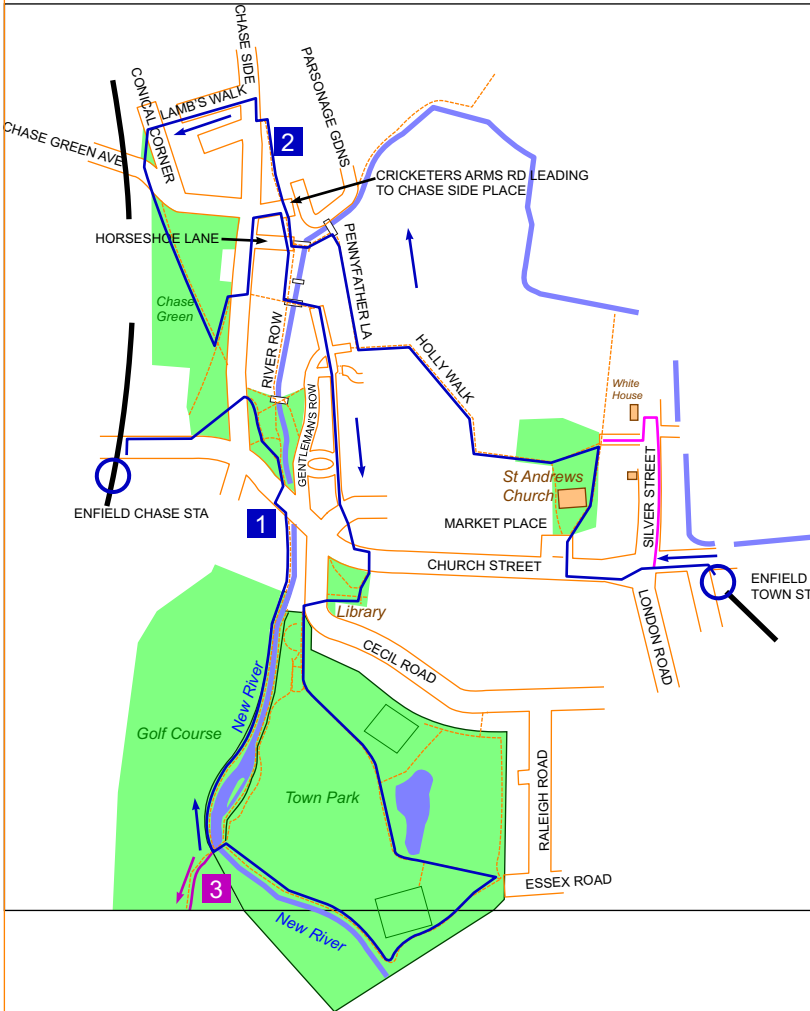 CHASE SIDE
PARSONAGE GDNS
CONICAL CORNER
LAMB'S WALK
CHASE GREEN AVE
2
CRICKETERS ARMS RD LEADING
TO CHASE SIDE PLACE
HORSESHOE LANE
PENNYFATHER LA
Chase
Green
RIVER ROW
HOLLY WALK
White
House
GENTLEMAN'S ROW
St Andrews
Church
SILVER STREET
ENFIELD CHASE STA
1
MARKET PLACE
CHURCH STREET
ENFIELD
TOWN ST
LONDON ROAD
Library
CECIL ROAD
New River
Golf Course
Town Park
RALEIGH ROAD
ESSEX ROAD
3
New River